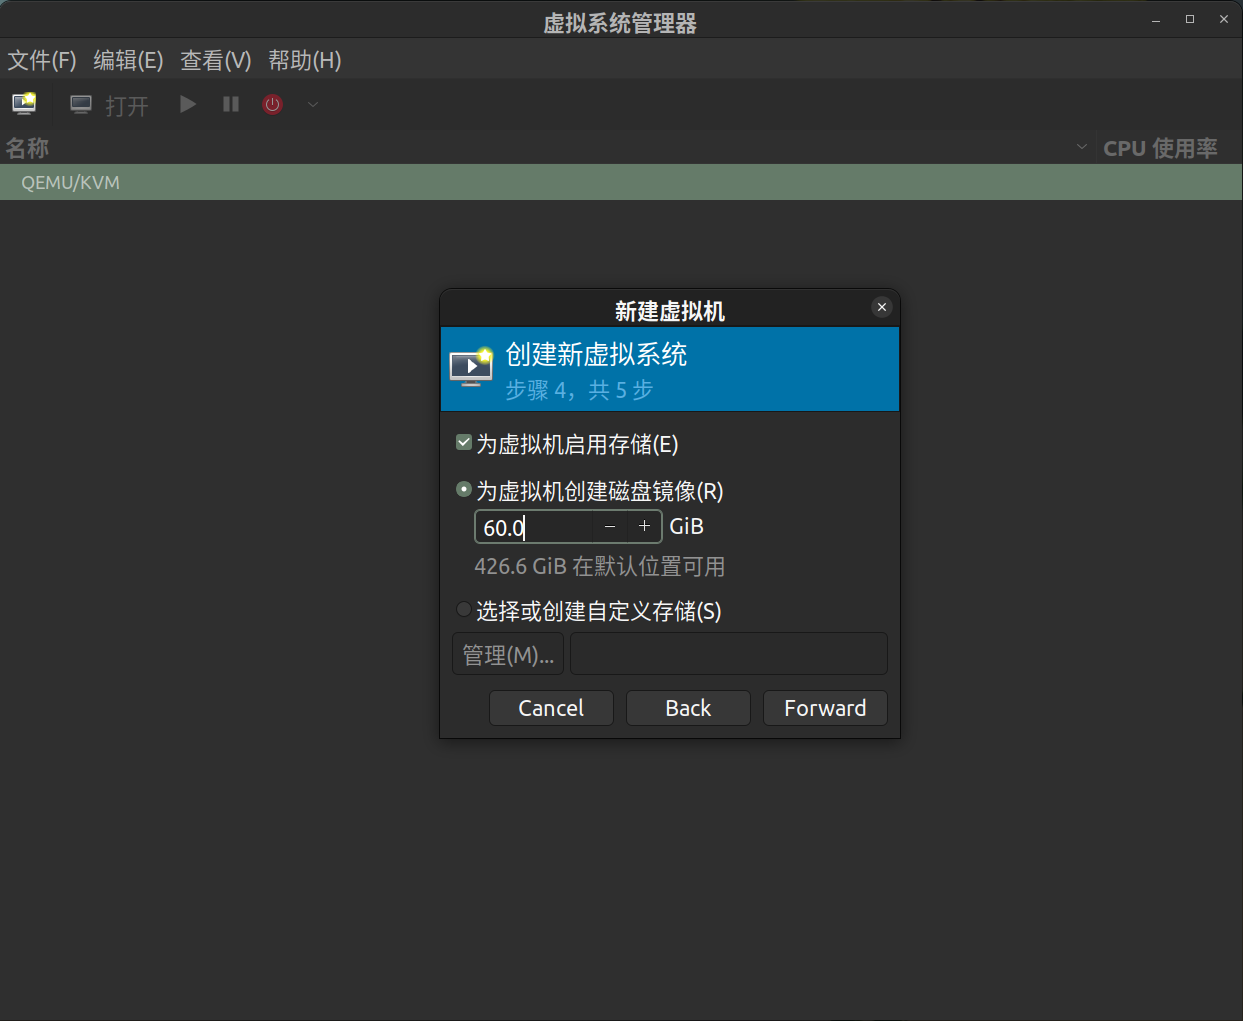 虚拟系统管理器
文件(F) 编辑(E) 查看(V) 帮助(H)
打开
名称 CPU 使用率
QEMU/KVM
新建虚拟机
创建新虚拟系统
步骤 4，共 5 步
为虚拟机启用存储(E)
为虚拟机创建磁盘镜像(R)
60.0 − + GiB
426.6 GiB 在默认位置可用
选择或创建自定义存储(S)
管理(M)...
Cancel Back Forward